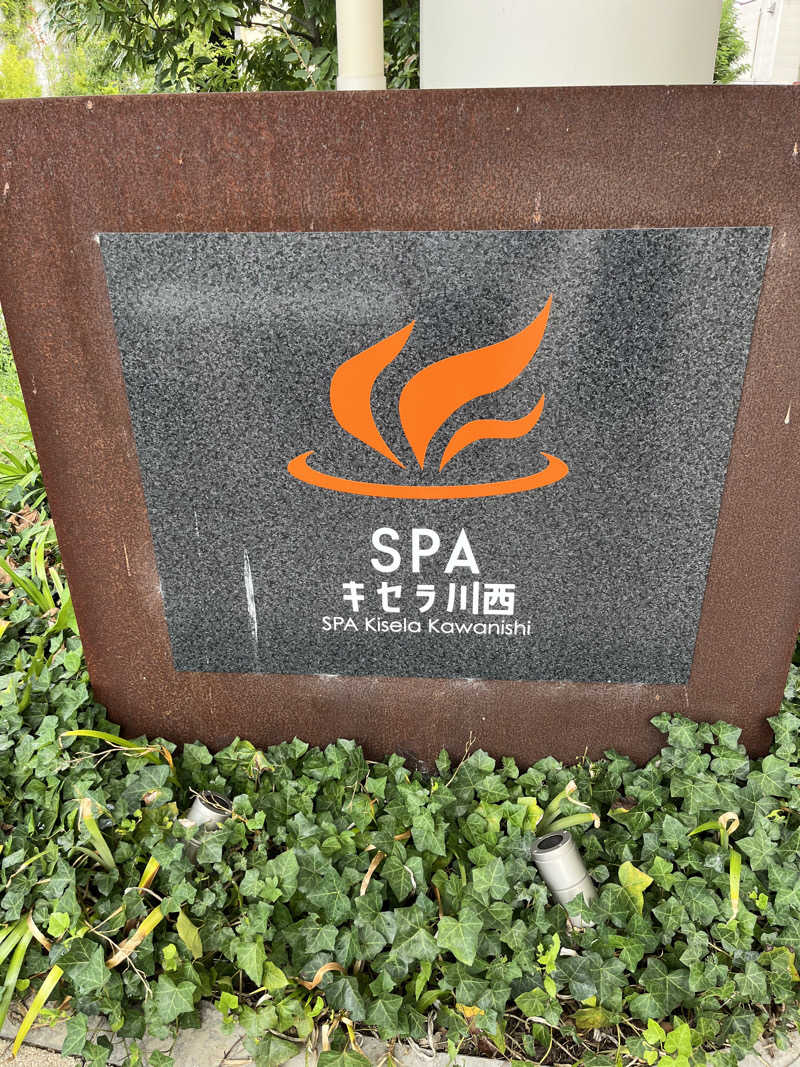 SPA
キセラ川西
SPA Kisela Kawanishi